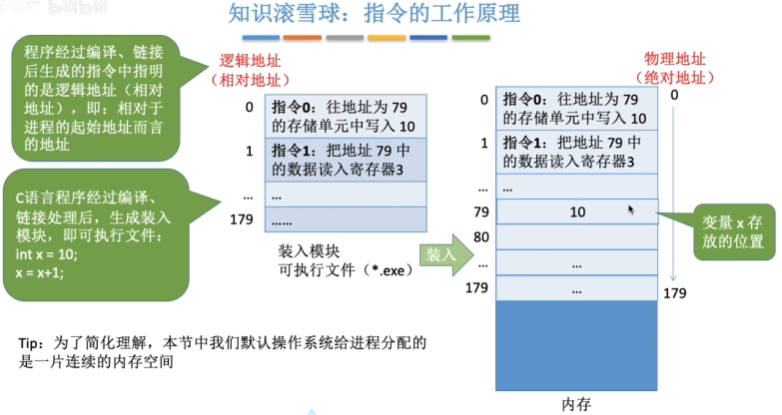 知识滚雪球：指令的工作原理
程序经过编译、链接
后生成的指令中指明
的是逻辑地址（相对
地址），即：相对于
进程的起始地址而言
的地址
C语言程序经过编译、
链接处理后，生成装入
模块，即可执行文件：
int x = 10;
x = x+1;
逻辑地址
（相对地址）
0
指令0：往地址为 79
的存储单元中写入 10
1
指令1：把地址 79 中
的数据读入寄存器3
...
...
179
......
装入模块
可执行文件（*.exe）
装入
物理地址
（绝对地址）
0
指令0：往地址为 79
的存储单元中写入 10
0
1
指令1：把地址 79 中
的数据读入寄存器3
...
...
79
10
80
...
...
179
...
179
内存
变量 x 存
放的位置
Tip：为了简化理解，本节中我们默认操作系统给进程分配的
是一片连续的内存空间